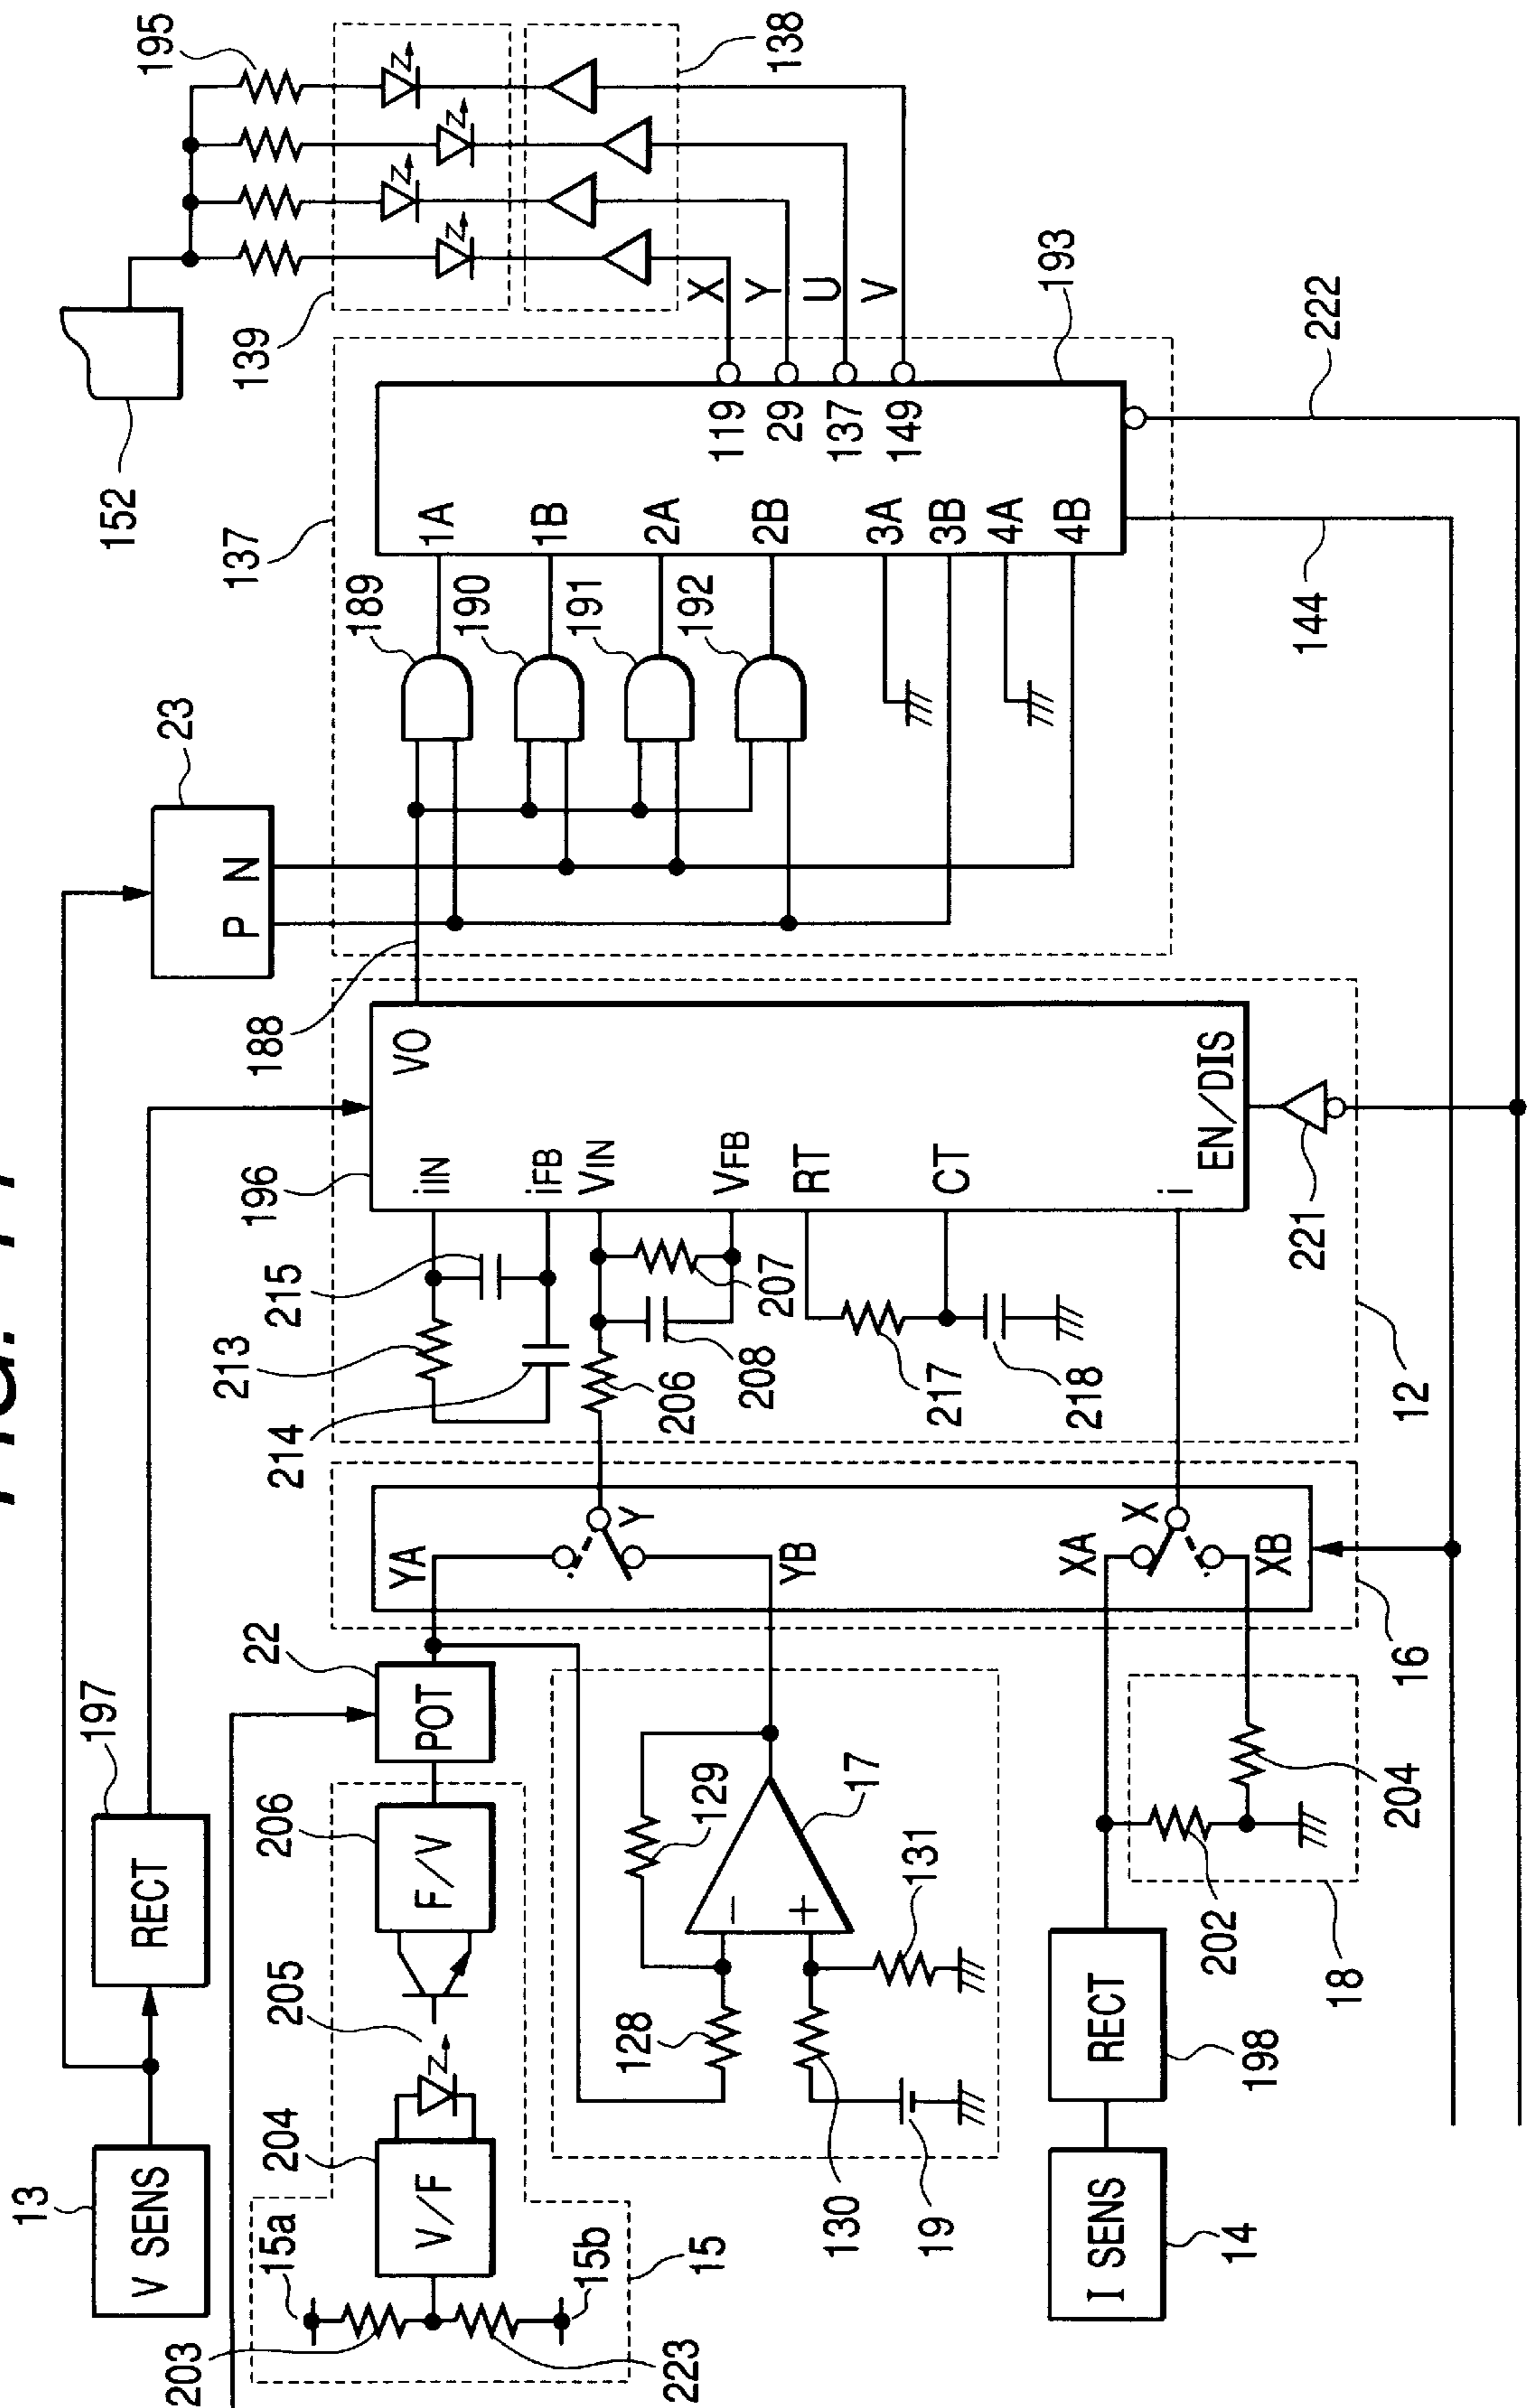 FIG.
13
V SENS
197
RECT
23
P N
152
195
203
15a
204
V/F
205
206
F/V
22
POT
15b
223
15
YA
Y
YB
128
129
17
−
+
130
131
19
I SENS
14
RECT
198
202
204
18
XA
X
XB
16
213
214
215
206
208
207
217
218
12
196
iIN
iFB
VIN
VFB
RT
CT
i
VO
EN/DIS
221
188
137
189
190
191
192
1A
1B
2A
2B
3A
3B
4A
4B
119
29
137
149
193
X
Y
U
V
139
138
144
222